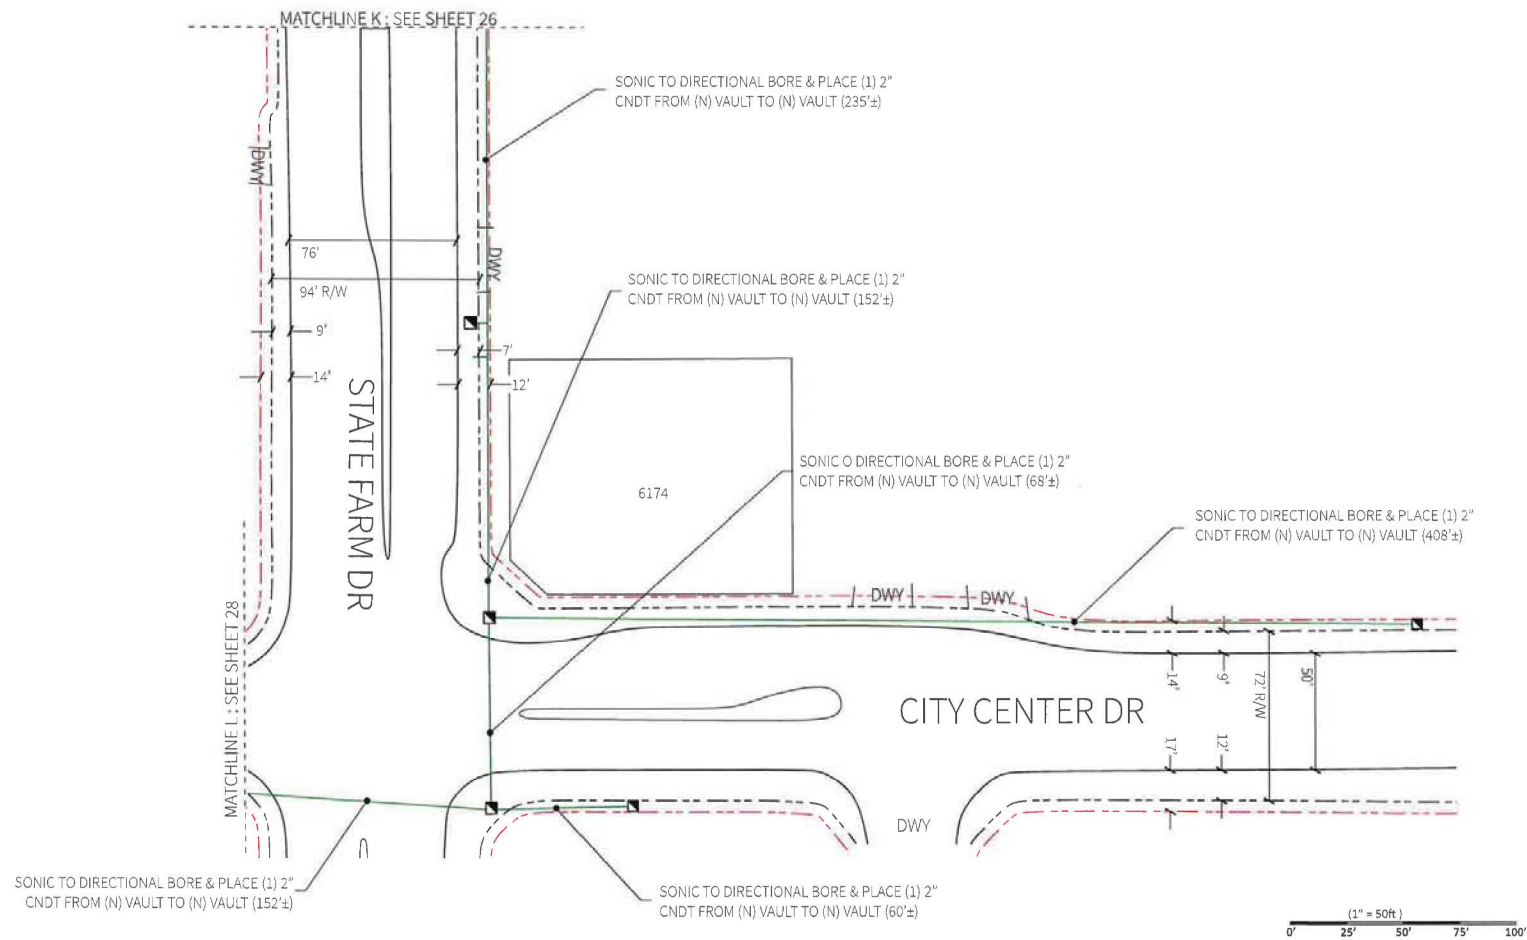 MATCHLINE K : SEE SHEET 26
SONIC TO DIRECTIONAL BORE & PLACE (1) 2"
CNDT FROM (N) VAULT TO (N) VAULT (235'±)
DWY
76'
94' R/W
DWY
SONIC TO DIRECTIONAL BORE & PLACE (1) 2"
CNDT FROM (N) VAULT TO (N) VAULT (152'±)
9'
7'
14'
12'
STATE FARM DR
6174
SONIC O DIRECTIONAL BORE & PLACE (1) 2"
CNDT FROM (N) VAULT TO (N) VAULT (68'±)
SONIC TO DIRECTIONAL BORE & PLACE (1) 2"
CNDT FROM (N) VAULT TO (N) VAULT (408'±)
DWY
DWY
MATCHLINE L : SEE SHEET 28
14'
9'
72' R/W
50'
CITY CENTER DR
17'
12'
DWY
SONIC TO DIRECTIONAL BORE & PLACE (1) 2"
CNDT FROM (N) VAULT TO (N) VAULT (152'±)
SONIC TO DIRECTIONAL BORE & PLACE (1) 2"
CNDT FROM (N) VAULT TO (N) VAULT (60'±)
(1" = 50ft )
0' 25' 50' 75' 100'